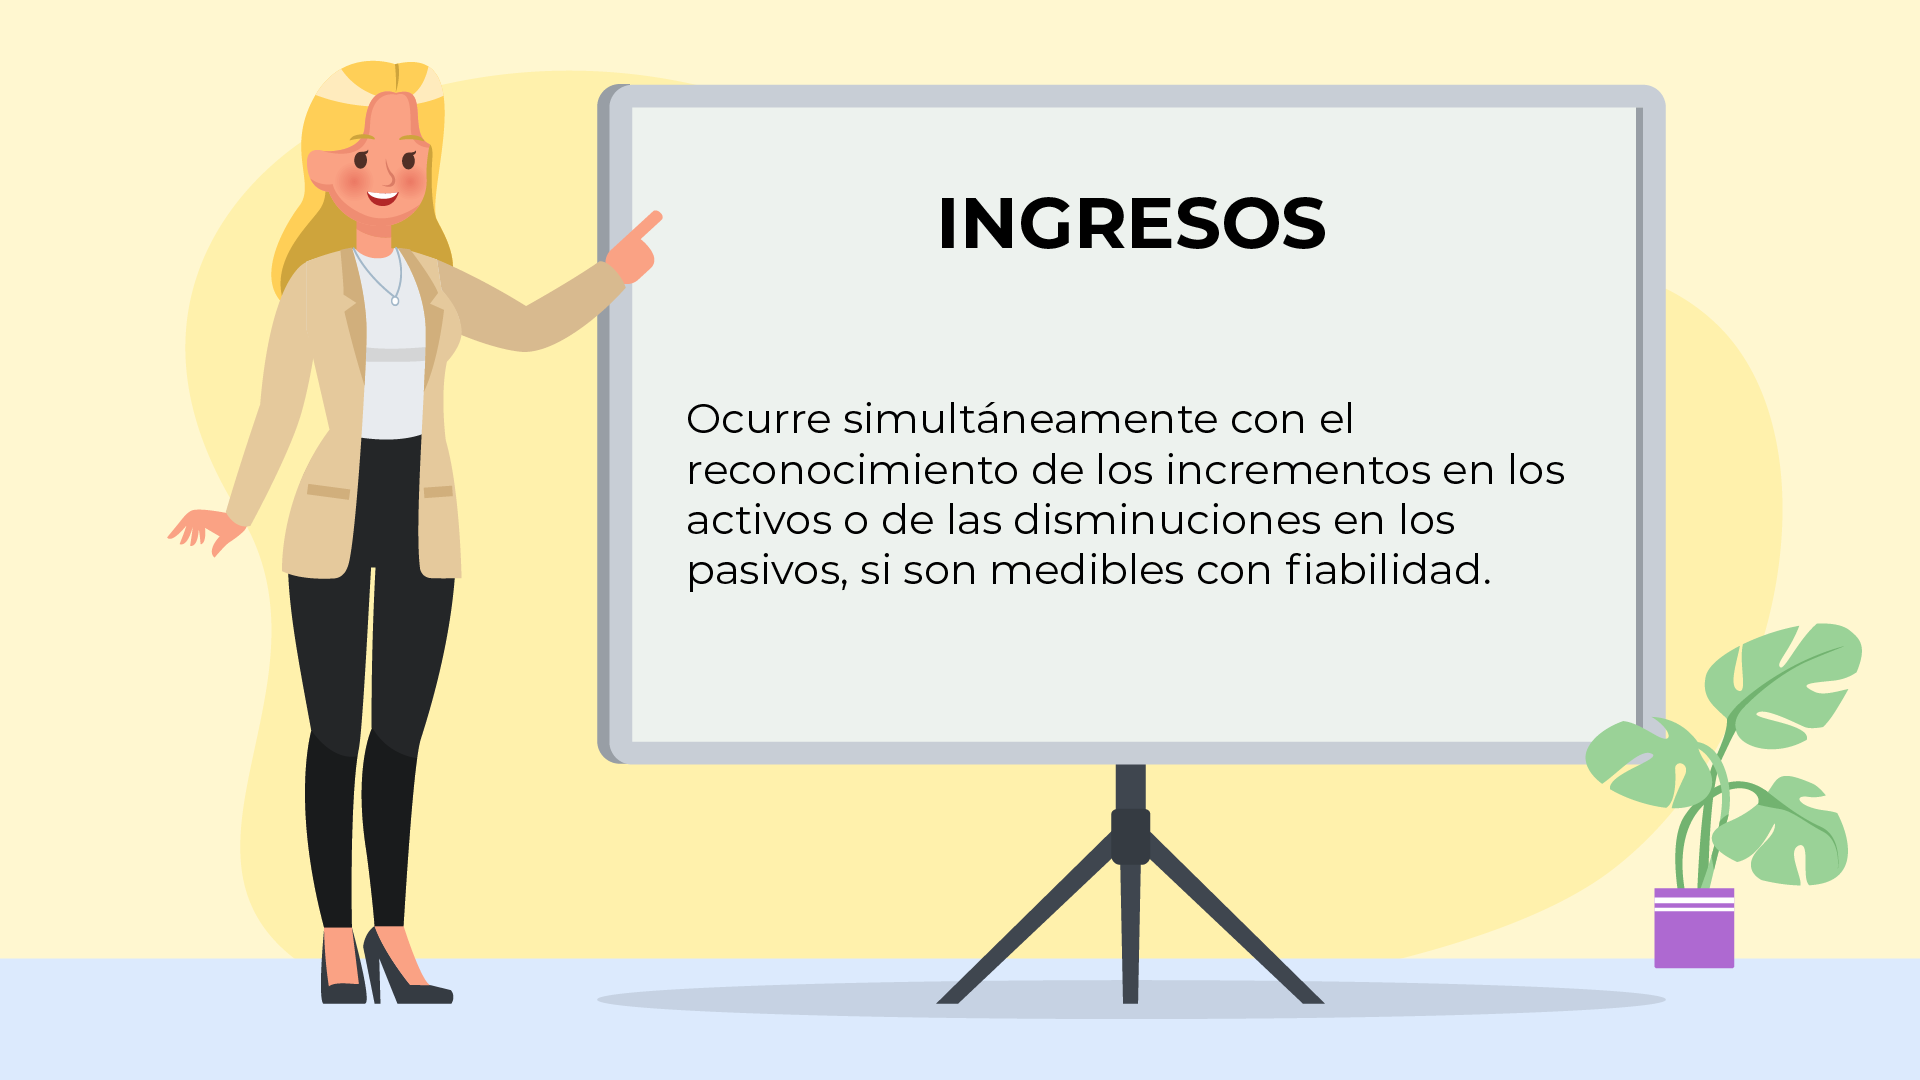 INGRESOS
Ocurre simultáneamente con el
reconocimiento de los incrementos en los
activos o de las disminuciones en los
pasivos, si son medibles con fiabilidad.